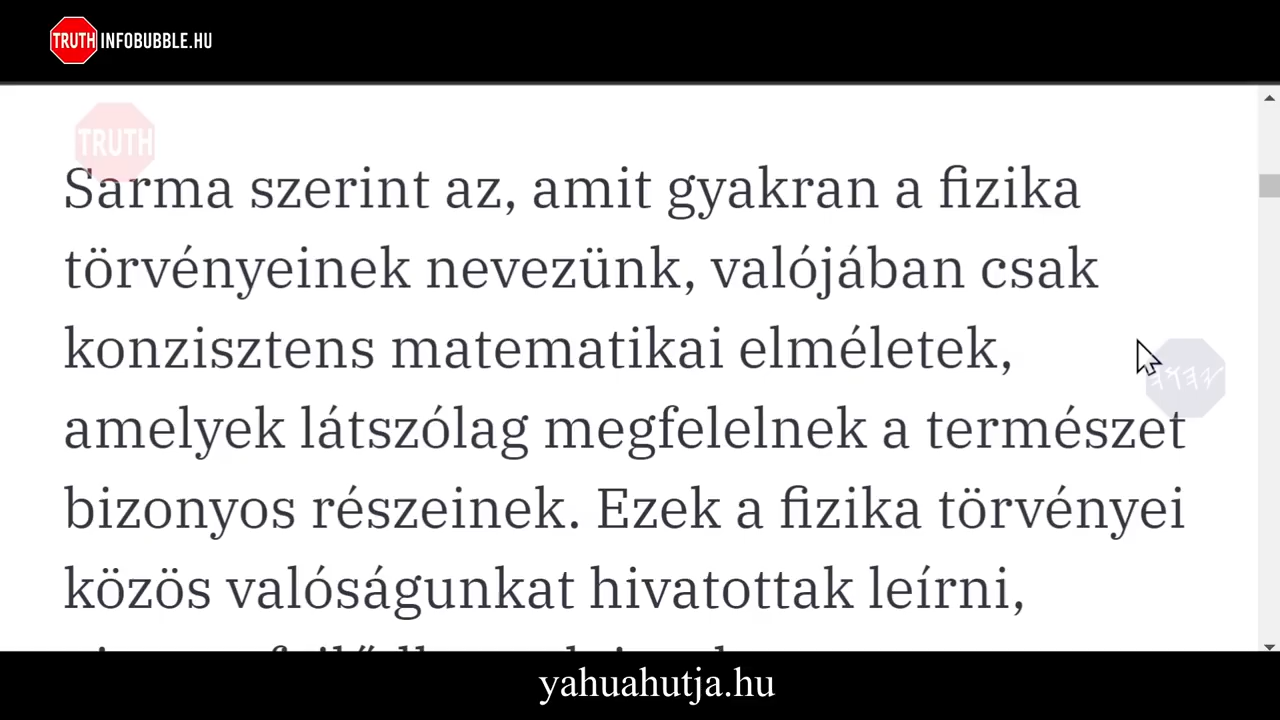 TRUTH INFOBUBBLE.HU
TRUTH
Sarma szerint az, amit gyakran a fizika
törvényeinek nevezünk, valójában csak
konzisztens matematikai elméletek,
amelyek látszólag megfelelnek a természet
bizonyos részeinek. Ezek a fizika törvényei
közös valóságunkat hivatottak leírni,
yahuahutja.hu